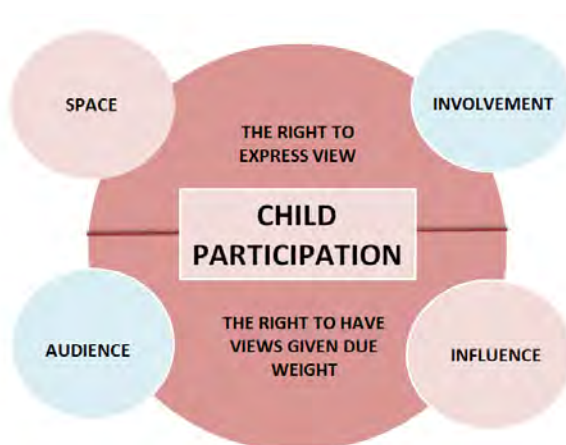 SPACE
INVOLVEMENT
THE RIGHT TO
EXPRESS VIEW
CHILD
PARTICIPATION
AUDIENCE
THE RIGHT TO HAVE
VIEWS GIVEN DUE
WEIGHT
INFLUENCE